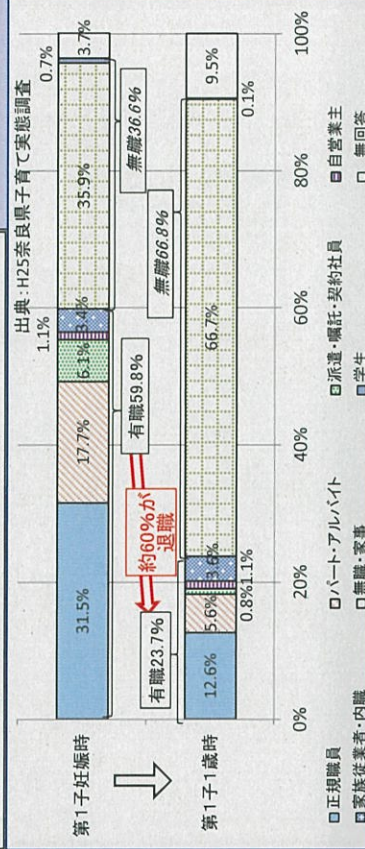 出典：H25奈良県子育て実態調査
第1子妊娠時
31.5%
17.7%
6.1%
1.1%
3.4%
35.9%
0.7%
3.7%
有職59.8%
無職36.6%
約60%が
退職
有職23.7%
無職66.8%
第1子1歳時
12.6%
5.6%
0.8%
1.1%
3.6%
66.7%
0.1%
9.5%
0%
20%
40%
60%
80%
100%
正規職員
パート・アルバイト
派遣・嘱託・契約社員
自営業主
家族従業者・内職
無職・家事
学生
無回答